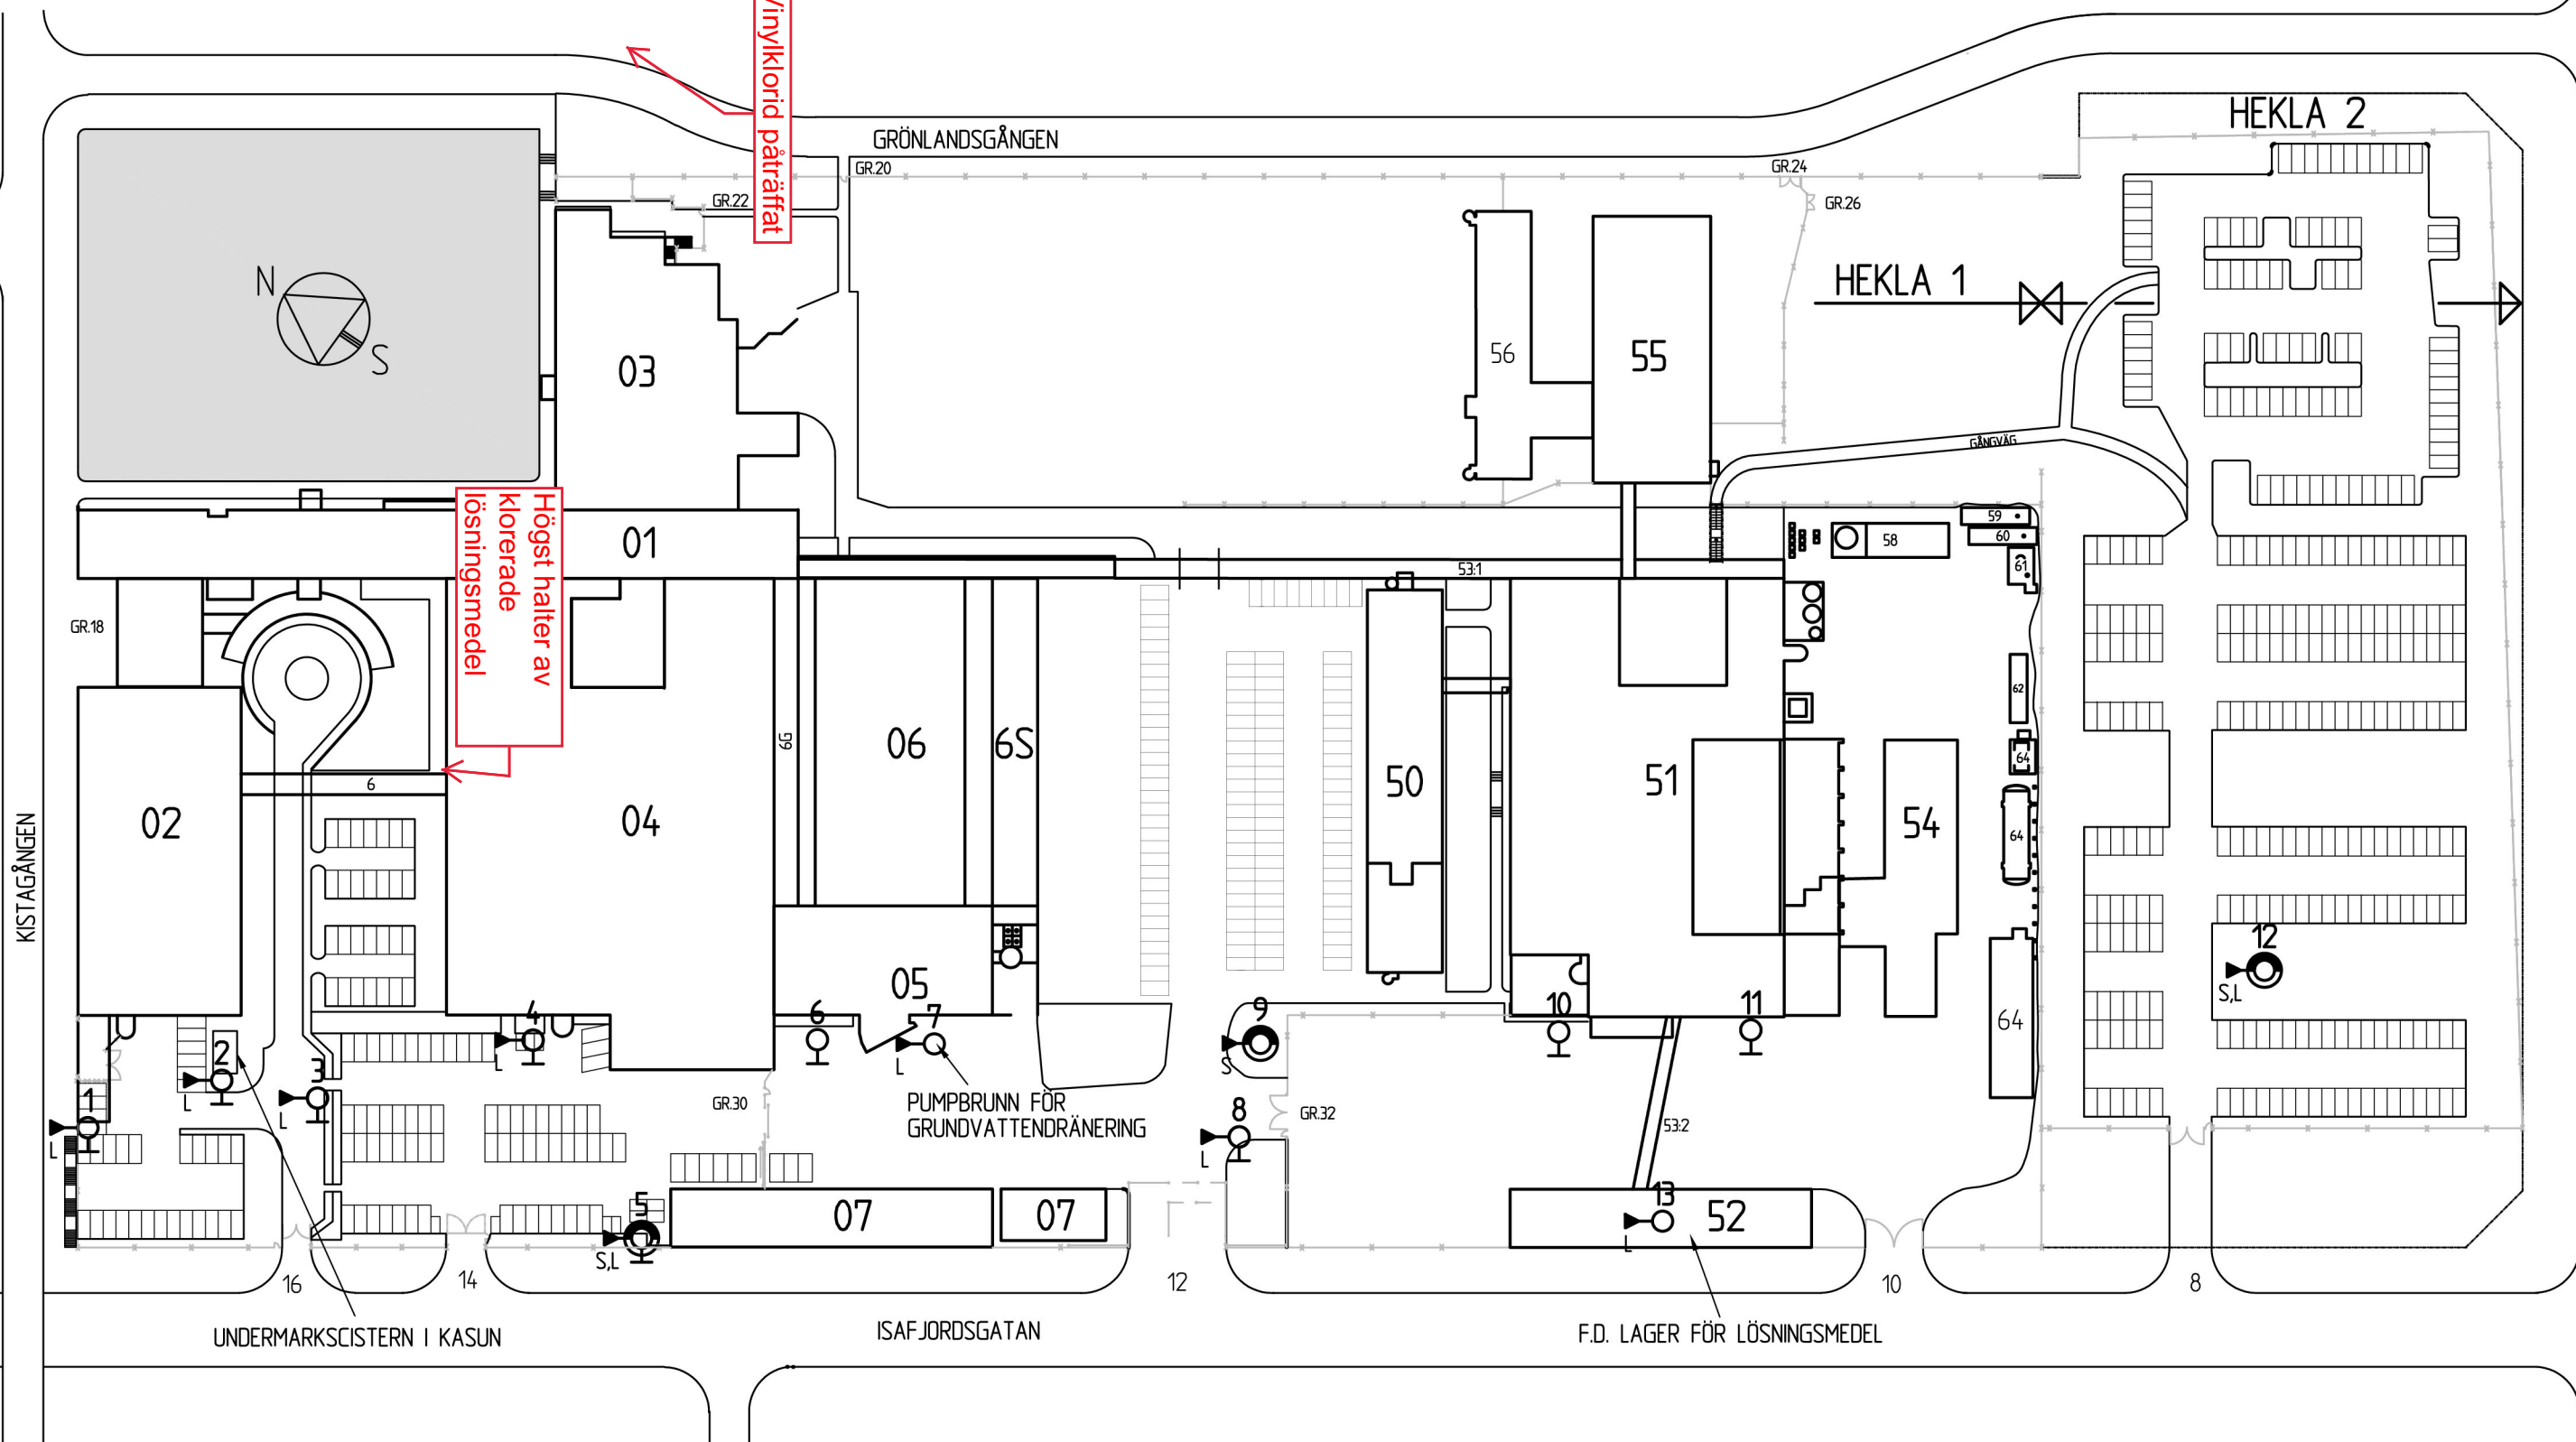 Vinylklorid påträffat
HEKLA 2
GRÖNLANDSGÅNGEN
GR.20
GR.24
GR.22
GR.26
N
S
HEKLA 1
56
55
03
GÅNGVÄG
Högst halter av
klorerade
lösningsmedel
01
59
58
60
61
53:1
GR.18
62
6G
06
6S
50
51
64
6
02
04
54
64
12
S,L
05
64
4
L
6
7
L
9
S
10
11
2
L
3
L
1
L
GR.30
PUMPBRUNN FÖR
GRUNDVATTENDRÄNERING
8
L
GR.32
53:2
KISTAGÅNGEN
5
S,L
07
07
13
L
52
16
14
12
10
8
UNDERMARKSCISTERN I KASUN
ISAFJORDSGATAN
F.D. LAGER FÖR LÖSNINGSMEDEL